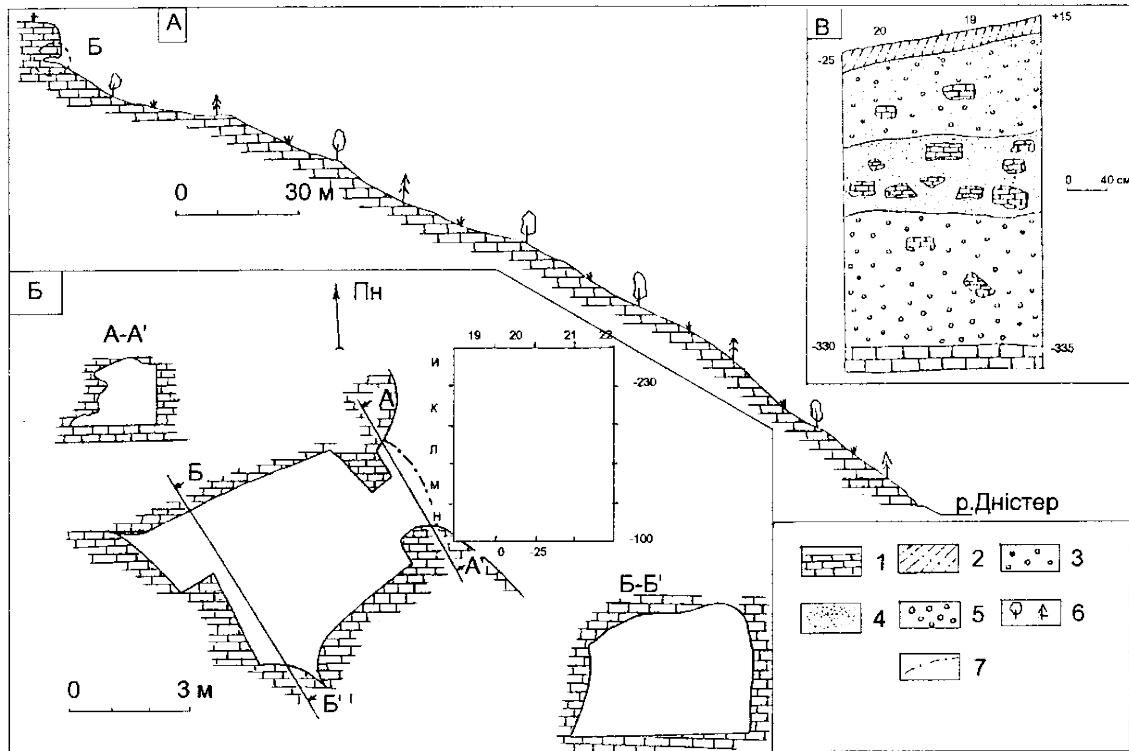 А
Б
0 30 м
р.Дністер
В
20 19
+15
-25
0 40 см
-330 -335
Б
Пн
А-А'
19 20 21 22
и
к
л
м
н
-230
-100
0 -25
А
А'
Б
Б'
Б-Б'
0 3 м
1 2 3
4 5 6
7